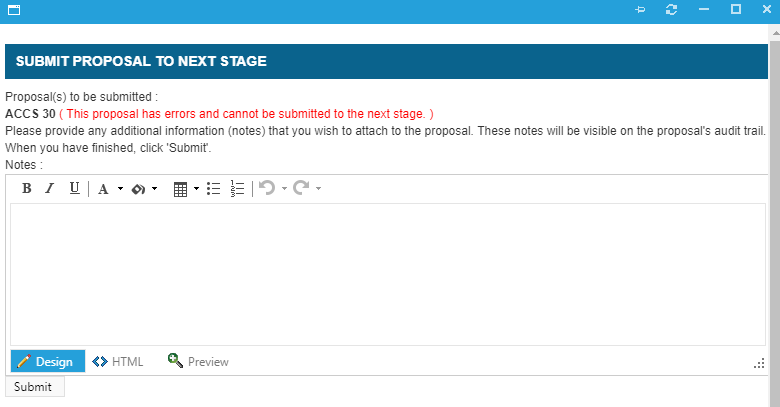 SUBMIT PROPOSAL TO NEXT STAGE
Proposal(s) to be submitted :
ACCS 30 ( This proposal has errors and cannot be submitted to the next stage. )
Please provide any additional information (notes) that you wish to attach to the proposal. These notes will be visible on the proposal's audit trail.
When you have finished, click 'Submit'.
Notes :
B I U A
Design HTML Preview
Submit